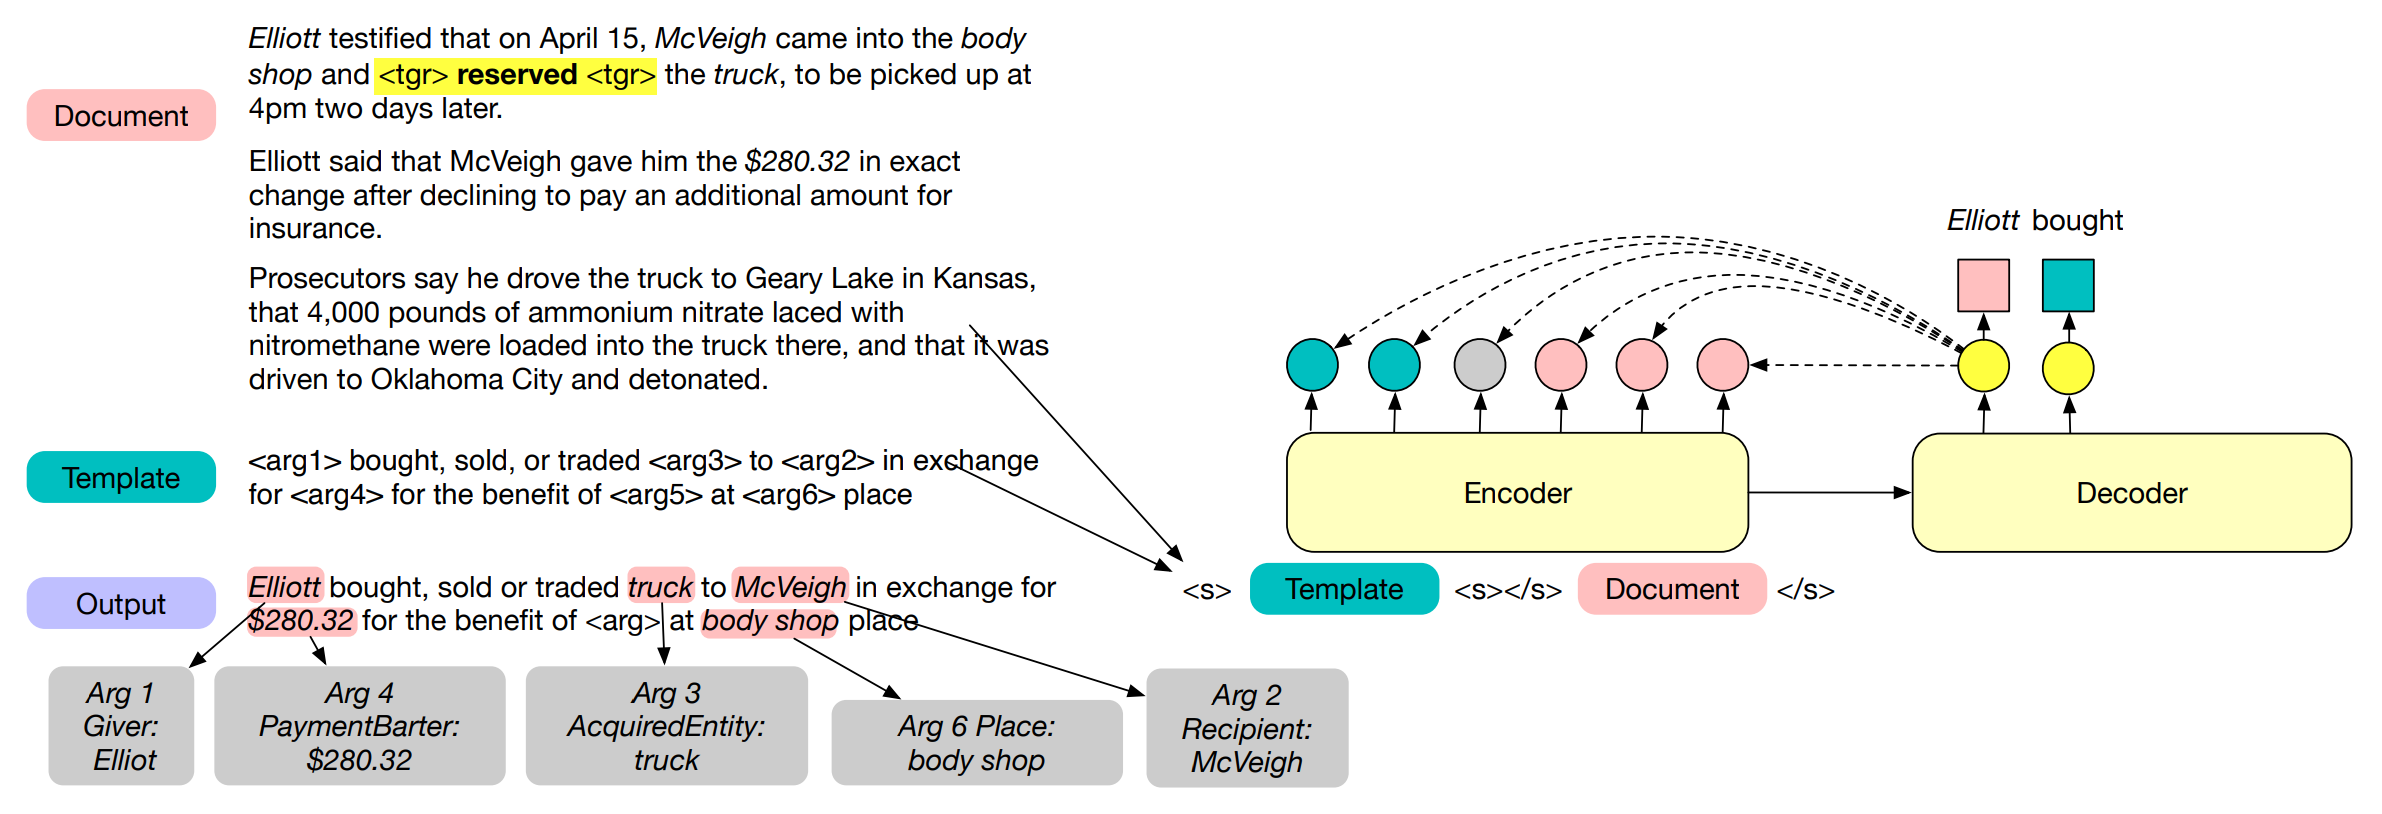 Document
Elliott testified that on April 15, McVeigh came into the body
shop and <tgr> reserved <tgr> the truck, to be picked up at
4pm two days later.
Elliott said that McVeigh gave him the $280.32 in exact
change after declining to pay an additional amount for
insurance.
Prosecutors say he drove the truck to Geary Lake in Kansas,
that 4,000 pounds of ammonium nitrate laced with
nitromethane were loaded into the truck there, and that it was
driven to Oklahoma City and detonated.
Template
<arg1> bought, sold, or traded <arg3> to <arg2> in exchange
for <arg4> for the benefit of <arg5> at <arg6> place
Output
Elliott bought, sold or traded truck to McVeigh in exchange for
$280.32 for the benefit of <arg> at body shop place
Arg 1
Giver:
Elliot
Arg 4
PaymentBarter:
$280.32
Arg 3
AcquiredEntity:
truck
Arg 6 Place:
body shop
Arg 2
Recipient:
McVeigh
Elliott bought
Encoder
Decoder
<s> Template <s></s> Document </s>